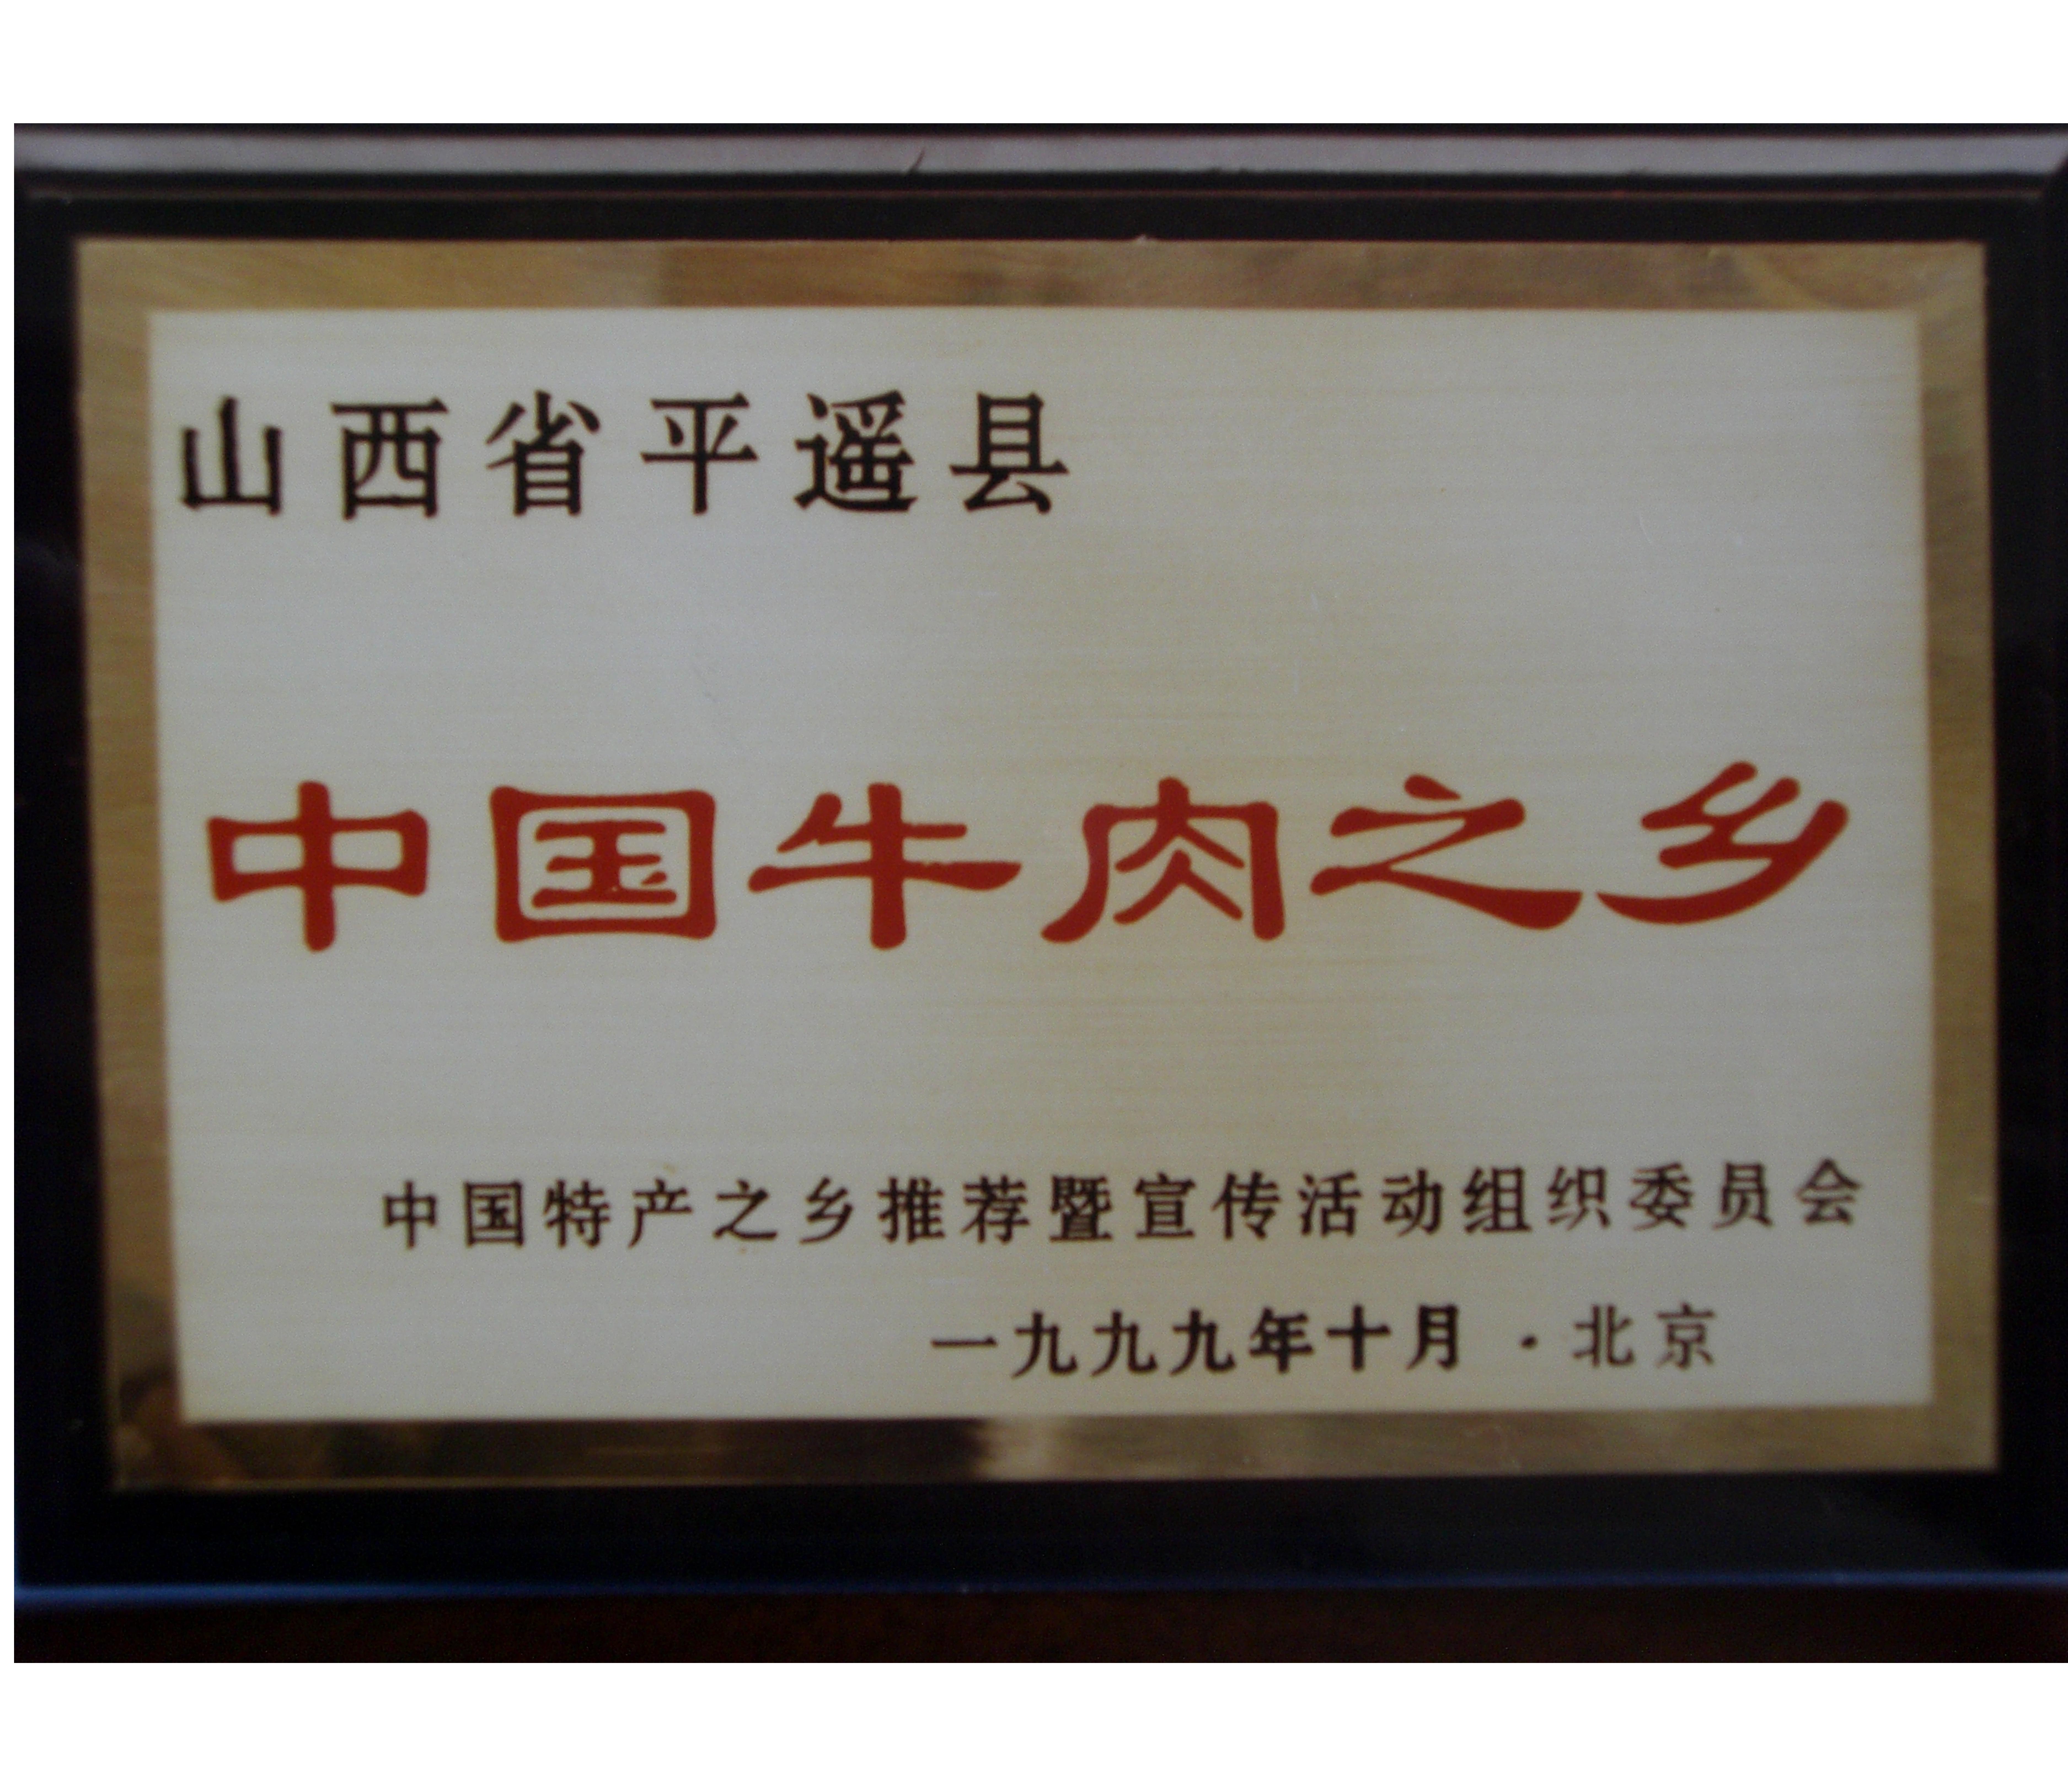 山西省平遥县
中国牛肉之乡
中国特产之乡推荐暨宣传活动组织委员会
一九九九年十月·北京